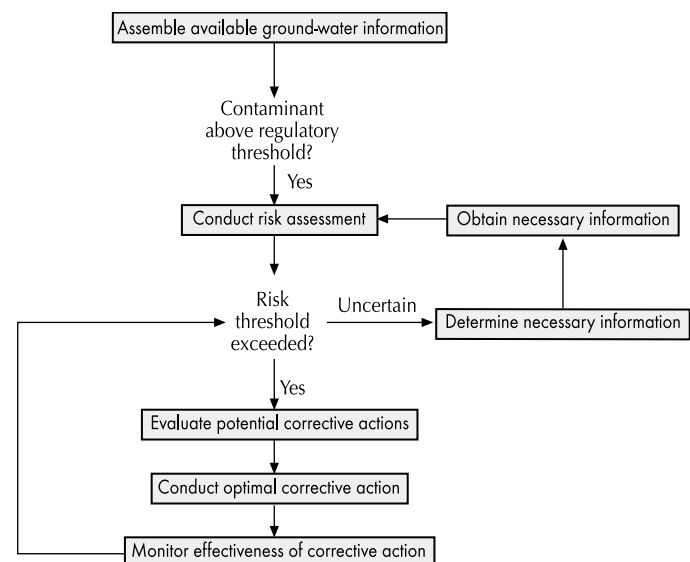 Assemble available ground-water information
Contaminant
above regulatory
threshold?
Yes
Conduct risk assessment
Obtain necessary information
Risk
threshold
exceeded?
Uncertain
Determine necessary information
Yes
Evaluate potential corrective actions
Conduct optimal corrective action
Monitor effectiveness of corrective action